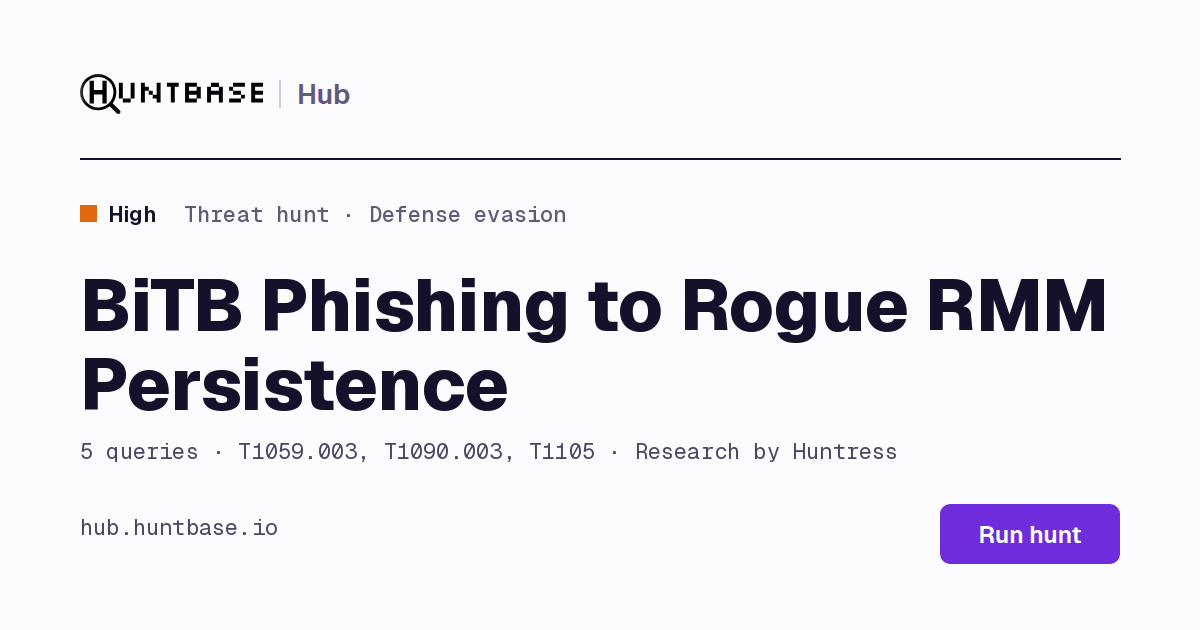 HUNTBASE Hub
High Threat hunt · Defense evasion
BiTB Phishing to Rogue RMM
Persistence
5 queries · T1059.003, T1090.003, T1105 · Research by Huntress
hub.huntbase.io
Run hunt